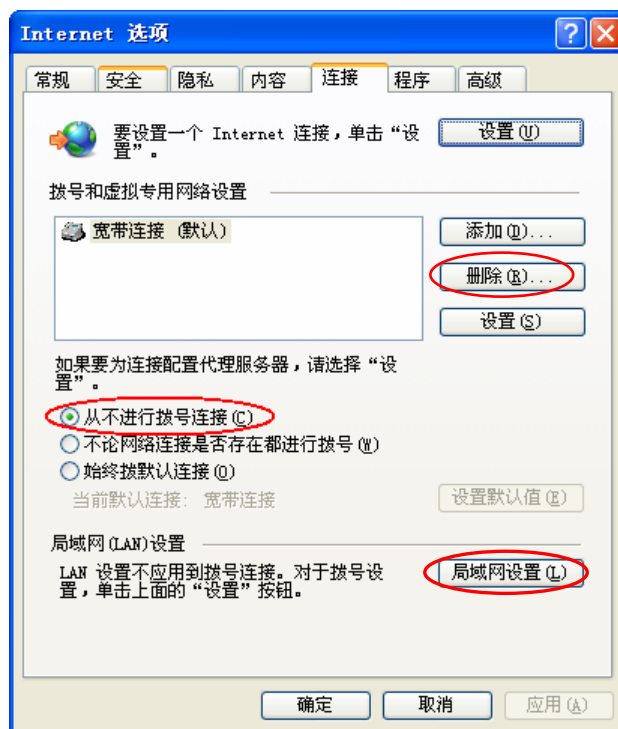 Internet 选项
常规 安全 隐私 内容 连接 程序 高级
要设置一个 Internet 连接，单击“设
置”。
设置(U)
拨号和虚拟专用网络设置
宽带连接 (默认)
添加(D)...
删除(R)...
设置(S)
如果要为连接配置代理服务器，请选择“设
置”。
从不进行拨号连接(C)
不论网络连接是否存在都进行拨号(W)
始终拨默认连接(O)
当前默认连接: 宽带连接
设置默认值(E)
局域网(LAN)设置
LAN 设置不应用到拨号连接。对于拨号设
置，单击上面的“设置”按钮。
局域网设置(L)
确定 取消 应用(A)